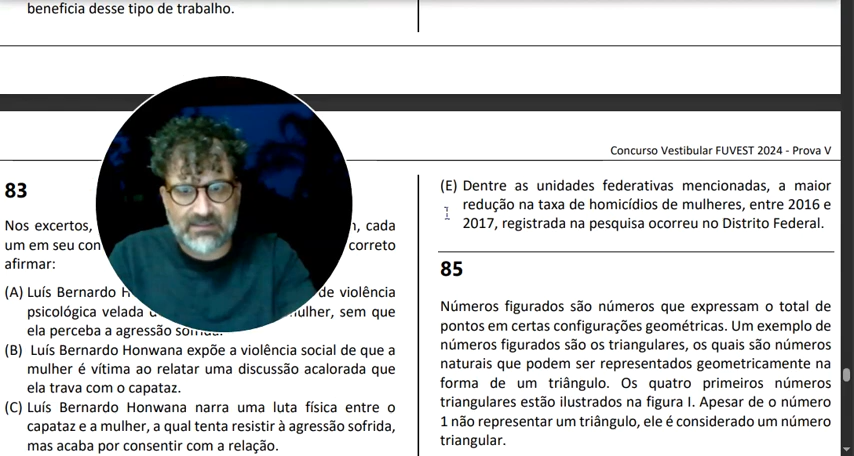 beneficia desse tipo de trabalho.
Concurso Vestibular FUVEST 2024 - Prova V
83
Nos excertos, cada
um em seu con correto
afirmar:
(A) Luís Bernardo de violência
psicológica velada mulher, sem que
ela perceba a agressão sofrida.
(B) Luís Bernardo Honwana expõe a violência social de que a
mulher é vítima ao relatar uma discussão acalorada que
ela trava com o capataz.
(C) Luís Bernardo Honwana narra uma luta física entre o
capataz e a mulher, a qual tenta resistir à agressão sofrida,
mas acaba por consentir com a relação.
(E) Dentre as unidades federativas mencionadas, a maior
redução na taxa de homicídios de mulheres, entre 2016 e
2017, registrada na pesquisa ocorreu no Distrito Federal.
85
Números figurados são números que expressam o total de
pontos em certas configurações geométricas. Um exemplo de
números figurados são os triangulares, os quais são números
naturais que podem ser representados geometricamente na
forma de um triângulo. Os quatro primeiros números
triangulares estão ilustrados na figura I. Apesar de o número
1 não representar um triângulo, ele é considerado um número
triangular.